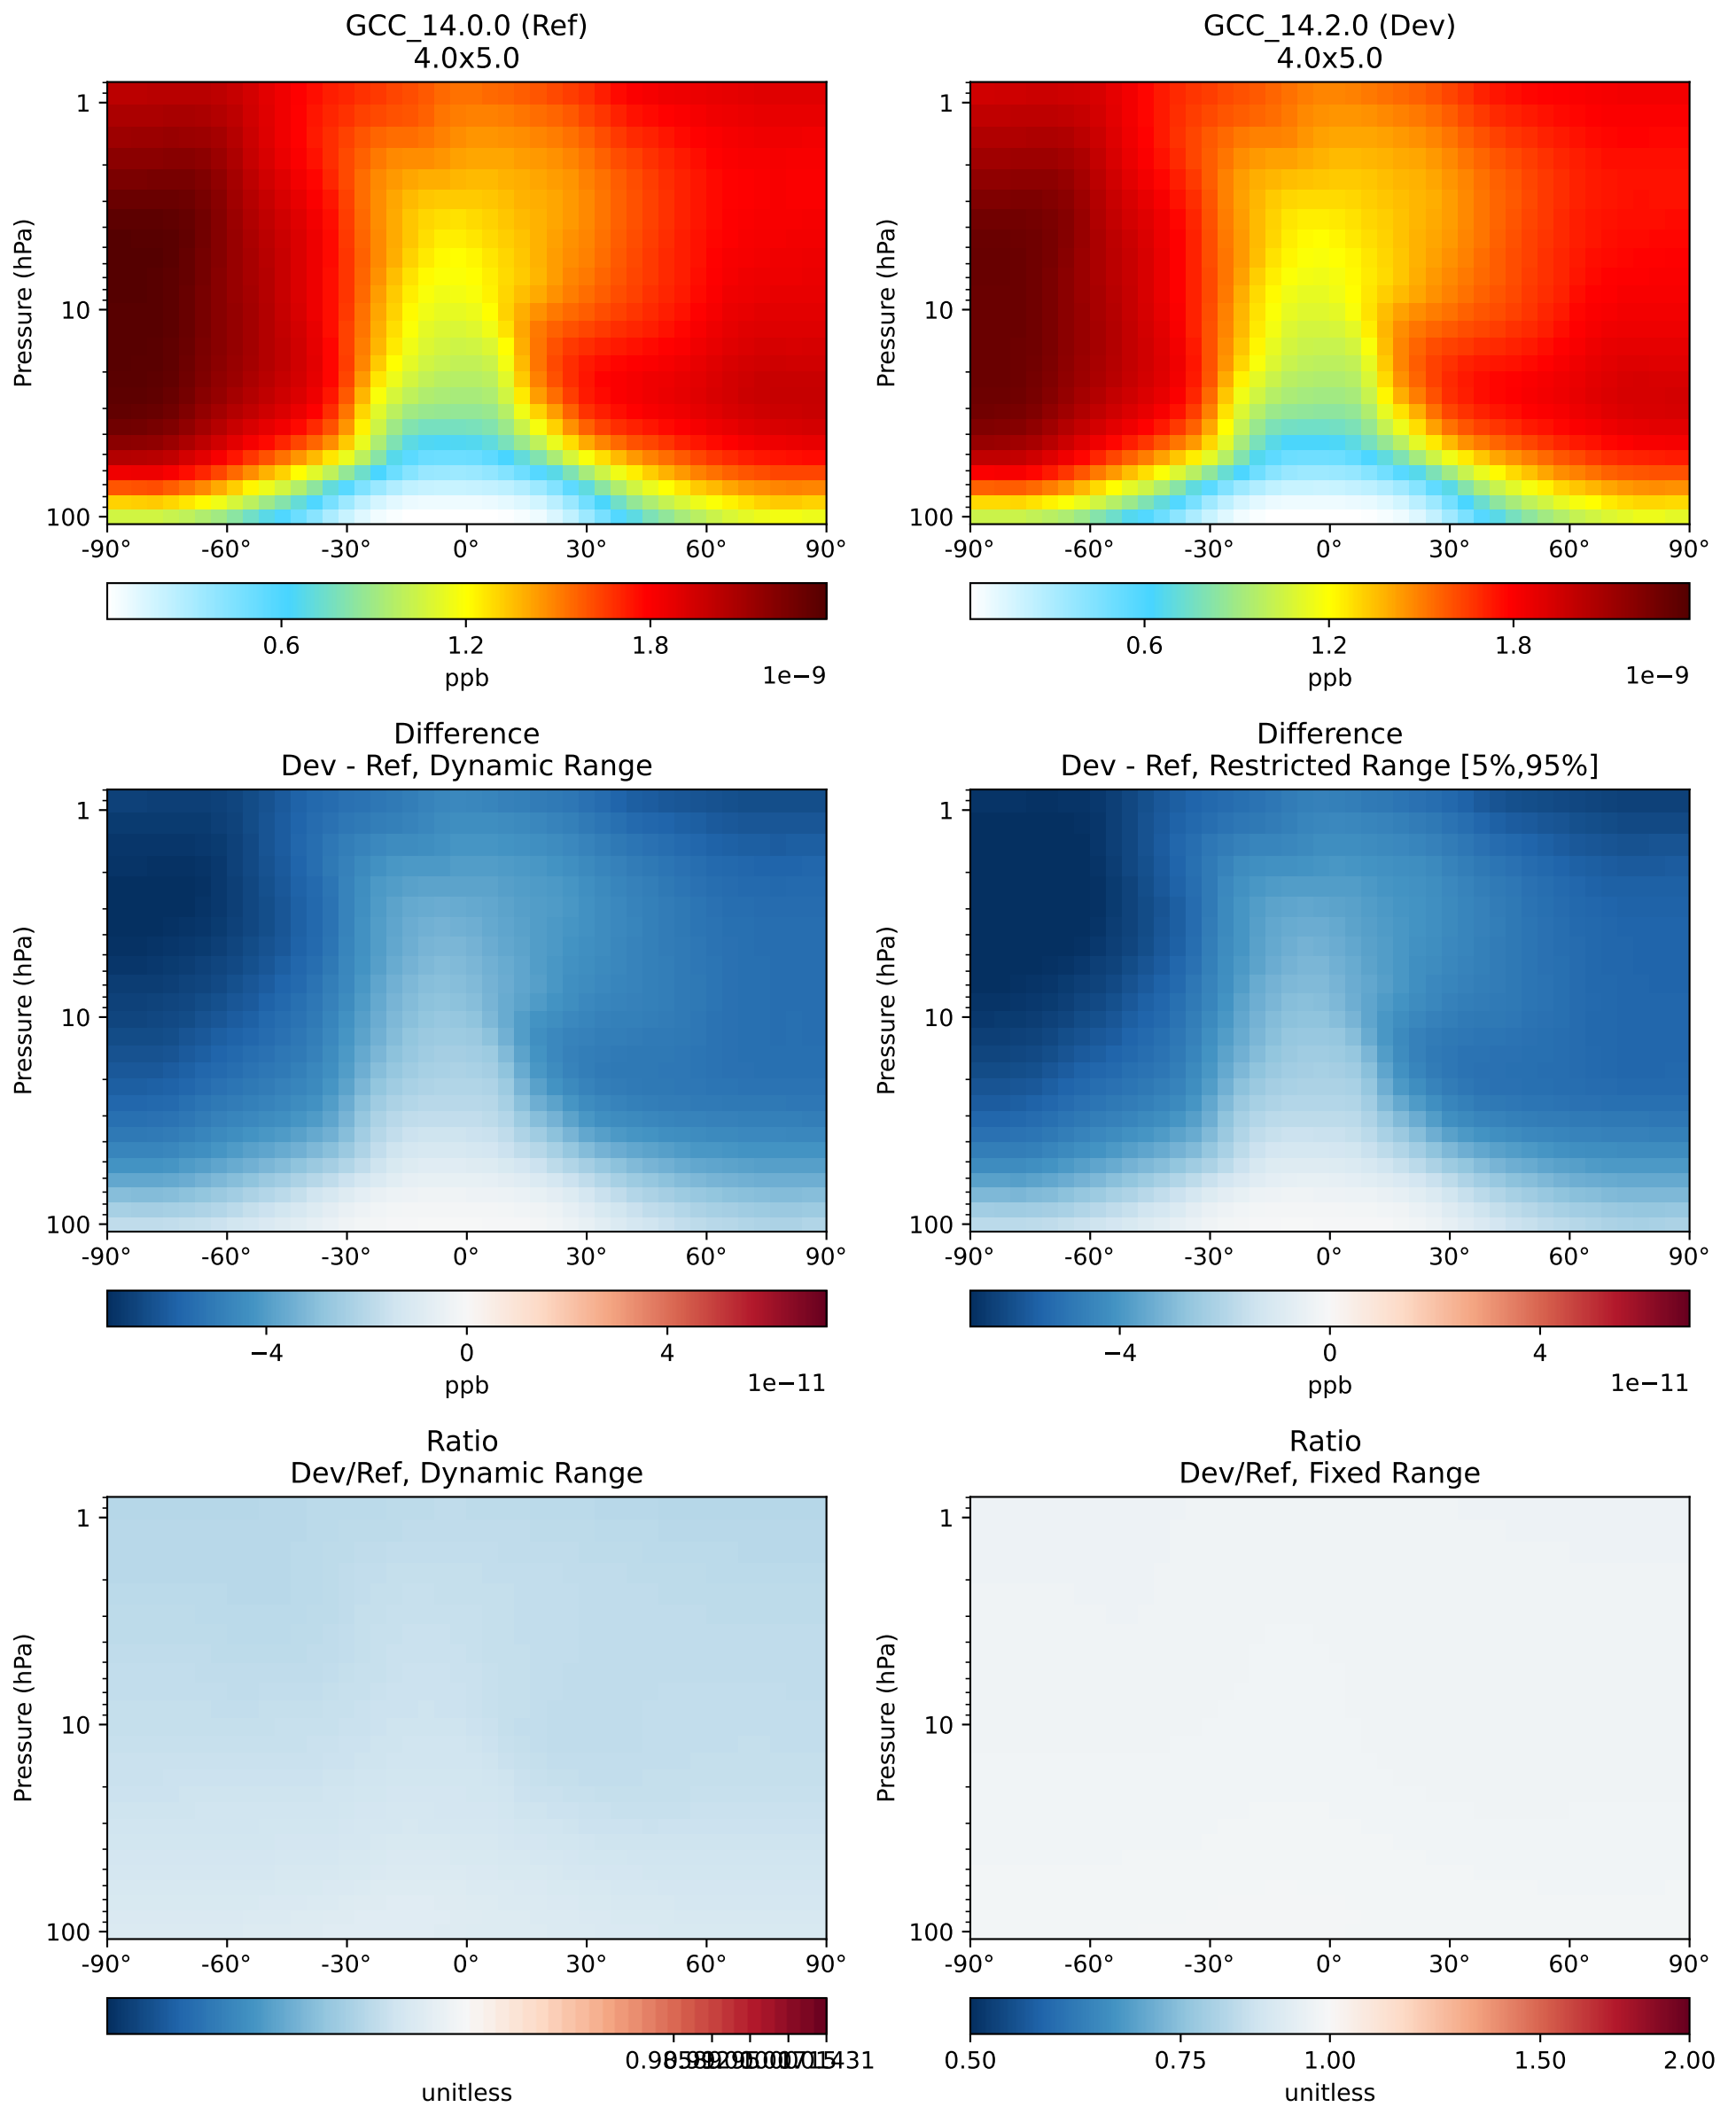 GCC_14.0.0 (Ref)
4.0x5.0
Pressure (hPa)
1
10
100
-90° -60° -30° 0° 30° 60° 90°
0.6 1.2 1.8
ppb
1e−9
GCC_14.2.0 (Dev)
4.0x5.0
Pressure (hPa)
1
10
100
-90° -60° -30° 0° 30° 60° 90°
0.6 1.2 1.8
ppb
1e−9
Difference
Dev - Ref, Dynamic Range
Pressure (hPa)
1
10
100
-90° -60° -30° 0° 30° 60° 90°
−4 0 4
ppb
1e−11
Difference
Dev - Ref, Restricted Range [5%,95%]
Pressure (hPa)
1
10
100
-90° -60° -30° 0° 30° 60° 90°
−4 0 4
ppb
1e−11
Ratio
Dev/Ref, Dynamic Range
Pressure (hPa)
1
10
100
-90° -60° -30° 0° 30° 60° 90°
unitless
Ratio
Dev/Ref, Fixed Range
Pressure (hPa)
1
10
100
-90° -60° -30° 0° 30° 60° 90°
0.50 0.75 1.00 1.50 2.00
unitless